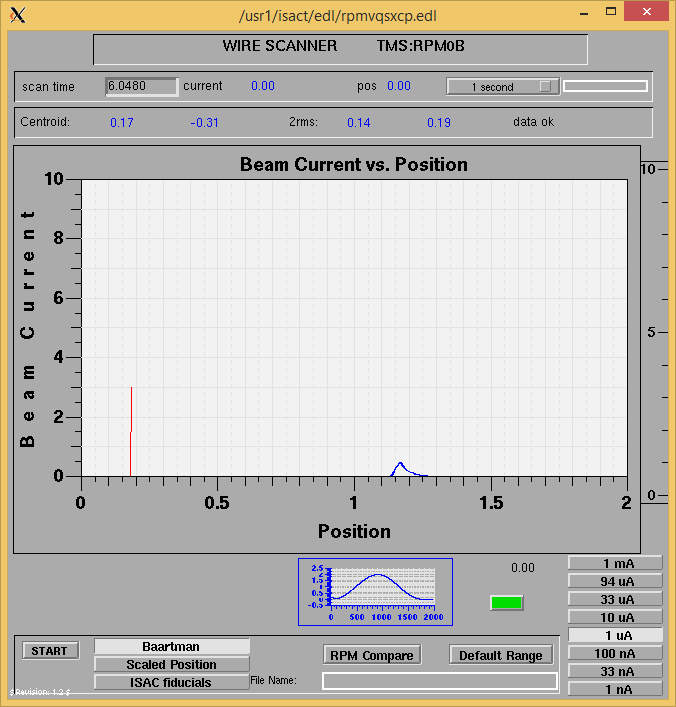 /usr1/isact/edl/rpmvqsxcp.edl
WIRE SCANNER TMS:RPM0B
scan time 6.0480 current 0.00 pos 0.00 1 second
Centroid: 0.17 -0.31 2rms: 0.14 0.19 data ok
Beam Current vs. Position
Beam Current
10
8
6
4
2
0
0 0.5 1 1.5 2
Position
10
5
0
2.5
1.5
0.5
-0.5
0 500 1000 1500 2000
0.00
1 mA
94 uA
33 uA
10 uA
1 uA
100 nA
33 nA
1 nA
START
Baartman
Scaled Position
ISAC fiducials
RPM Compare
Default Range
File Name:
$Revision: 1.2 $